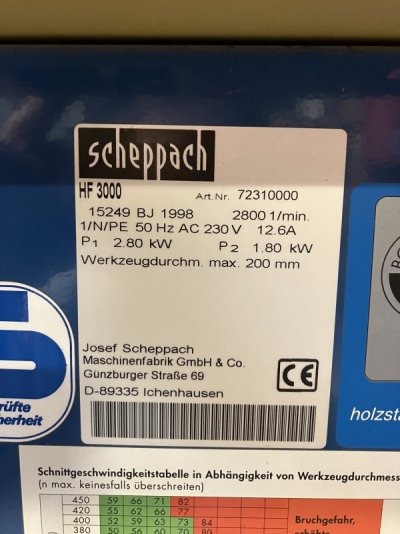 scheppach
HF 3000 Art.Nr. 72310000
15249 BJ 1998 2800 1/min.
1/N/PE 50 Hz AC 230 V 12.6A
P1 2.80 kW P2 1.80 kW
Werkzeugdurchm. max. 200 mm
Josef Scheppach
Maschinenfabrik GmbH & Co.
Günzburger Straße 69
D-89335 Ichenhausen
CE
rüfte
erheit
holzsta
Schnittgeschwindigkeitstabelle in Abhängigkeit von Werkzeugdurchmess
(n max. keinesfalls überschreiten)
450 59 66 71 82
420 55 62 66 77
400 52 59 63 73 84 Bruchgefahr,
380 50 56 60 70 80 erhöhte